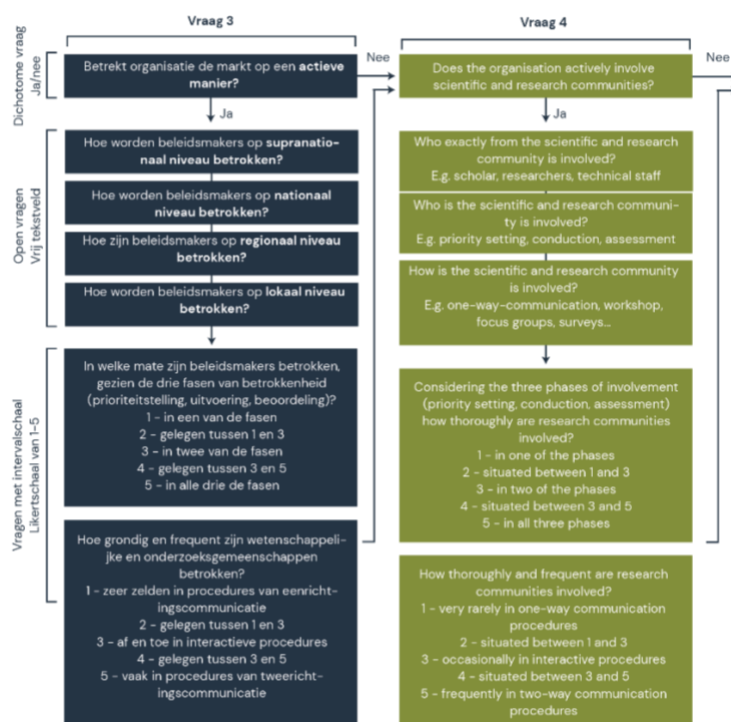 Vraag 3
Dichotome vraag
Ja/nee
Betrekt organisatie de markt op een actieve
manier?
Nee
Ja
Open vragen
Vrij tekstveld
Hoe worden beleidsmakers op supranatio-
naal niveau betrokken?
Hoe worden beleidsmakers op nationaal
niveau betrokken?
Hoe zijn beleidsmakers op regionaal niveau
betrokken?
Hoe worden beleidsmakers op lokaal niveau
betrokken?
Vragen met intervalschaal
Likertschaal van 1-5
In welke mate zijn beleidsmakers betrokken,
gezien de drie fasen van betrokkenheid
(prioriteitstelling, uitvoering, beoordeling)?
1 - in een van de fasen
2 - gelegen tussen 1 en 3
3 - in twee van de fasen
4 - gelegen tussen 3 en 5
5 - in alle drie de fasen
Hoe grondig en frequent zijn wetenschappeli-
jke en onderzoeksgemeenschappen
betrokken?
1 - zeer zelden in procedures van eenricht-
ingscommunicatie
2 - gelegen tussen 1 en 3
3 - af en toe in interactieve procedures
4 - gelegen tussen 3 en 5
5 - vaak in procedures van tweericht-
ingscommunicatie
Vraag 4
Does the organisation actively involve
scientific and research communities?
Nee
Ja
Who exactly from the scientific and research
community is involved?
E.g. scholar, researchers, technical staff
Who is the scientific and research communi-
ty is involved?
E.g. priority setting, conduction, assessment
How is the scientific and research community
is involved?
E.g. one-way-communication, workshop,
focus groups, surveys...
Considering the three phases of involvement
(priority setting, conduction, assessment)
how thoroughly are research communities
involved?
1 - in one of the phases
2 - situated between 1 and 3
3 - in two of the phases
4 - situated between 3 and 5
5 - in all three phases
How thoroughly and frequent are research
communities involved?
1 - very rarely in one-way communication
procedures
2 - situated between 1 and 3
3 - occasionally in interactive procedures
4 - situated between 3 and 5
5 - frequently in two-way communication
procedures